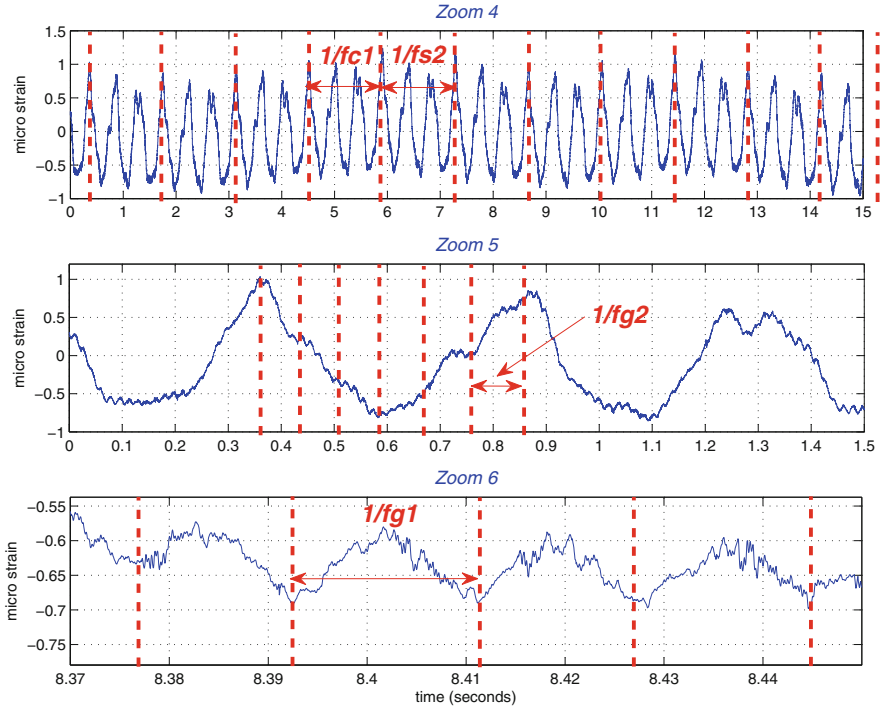 Zoom 4
1.5
1
0.5
0
−0.5
−1
micro strain
1/fc1
1/fs2
0 1 2 3 4 5 6 7 8 9 10 11 12 13 14 15
Zoom 5
1
0.5
0
−0.5
−1
micro strain
1/fg2
0 0.1 0.2 0.3 0.4 0.5 0.6 0.7 0.8 0.9 1 1.1 1.2 1.3 1.4 1.5
Zoom 6
−0.55
−0.6
−0.65
−0.7
−0.75
micro strain
1/fg1
8.37 8.38 8.39 8.4 8.41 8.42 8.43 8.44
time (seconds)